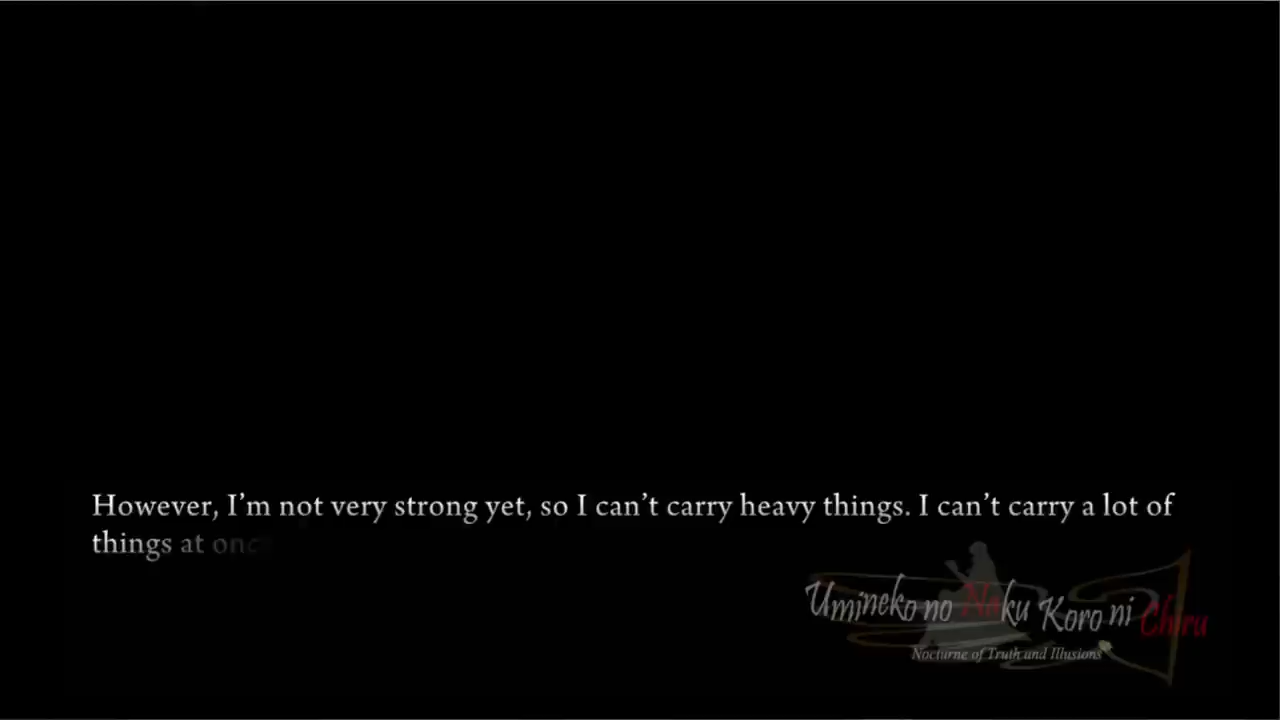 However, I'm not very strong yet, so I can't carry heavy things. I can't carry a lot of
things at once
Umineko no Naku Koro ni Chiru
Nocturne of Truth and Illusions